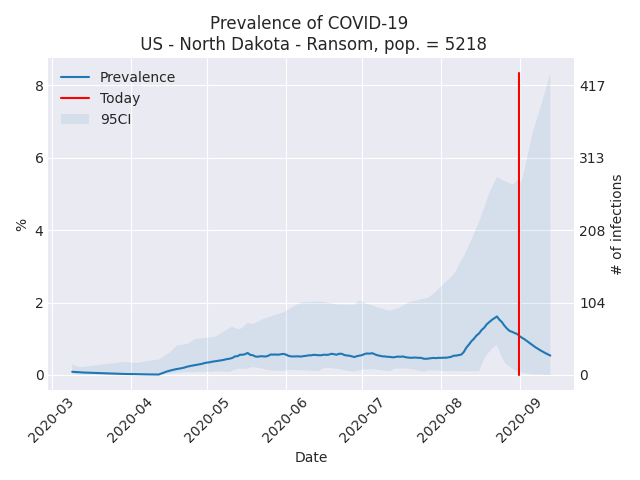 Prevalence of COVID-19
US - North Dakota - Ransom, pop. = 5218
Prevalence
Today
95CI
8
6
4
2
0
%
417
313
208
104
0
# of infections
2020-03
2020-04
2020-05
2020-06
2020-07
2020-08
2020-09
Date